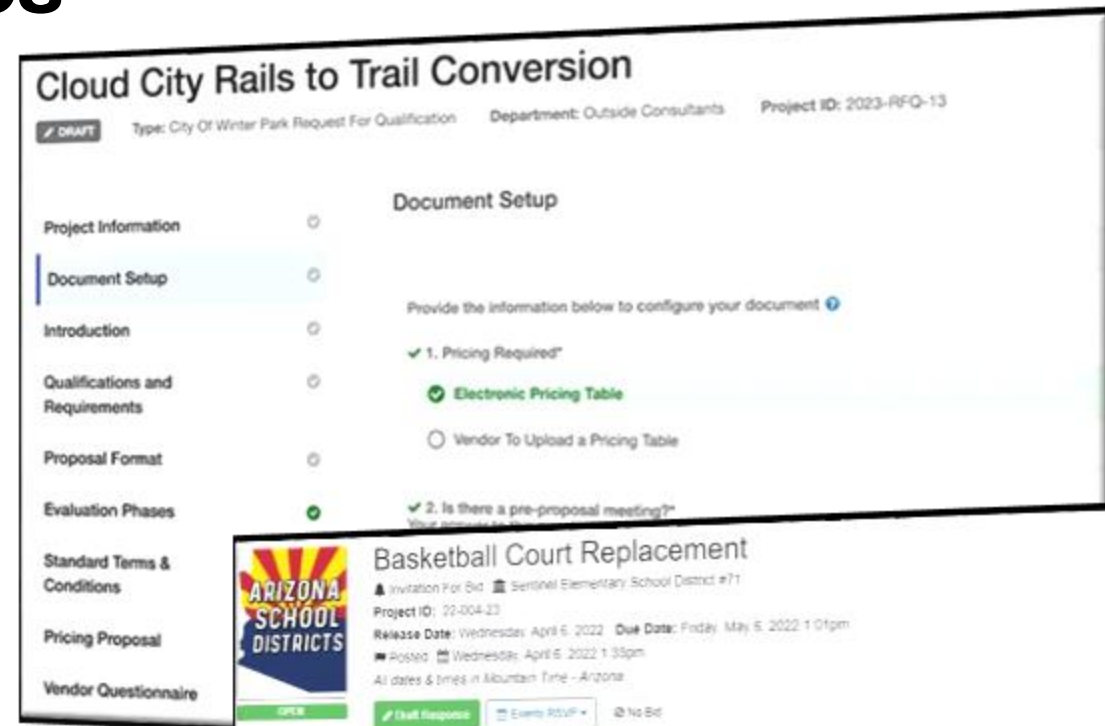 Cloud City Rails to Trail Conversion
DRAFT Type: City Of Winter Park Request For Qualification Department: Outside Consultants Project ID: 2023-RFQ-13
Document Setup
Project Information
Document Setup
Introduction
Qualifications and
Requirements
Proposal Format
Evaluation Phases
Standard Terms &
Conditions
Pricing Proposal
Vendor Questionnaire
Provide the information below to configure your document
1. Pricing Required*
Electronic Pricing Table
Vendor To Upload a Pricing Table
2. Is there a pre-proposal meeting?*
ARIZONA
SCHOOL
DISTRICTS
OPEN
Basketball Court Replacement
Invitation For Bid Sentinel Elementary School District #71
Project ID: 22-004-23
Release Date: Wednesday, April 6, 2022 Due Date: Friday, May 6, 2022 1:01pm
Posted Wednesday, April 6, 2022 1:35pm
All dates & times in Mountain Time - Arizona
Draft Response Events RSVP No Bid